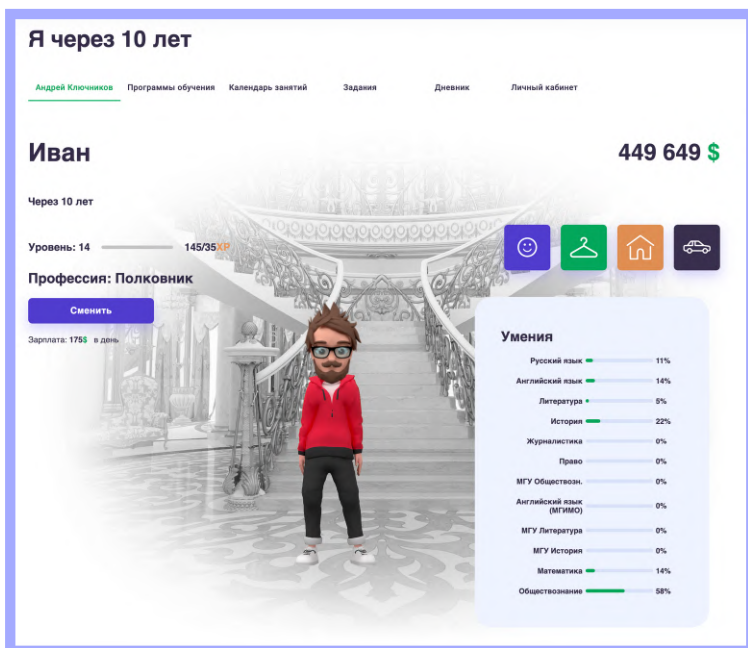 Я через 10 лет
Андрей Ключников Программы обучения Календарь занятий Задания Дневник Личный кабинет
Иван
449 649 $
Через 10 лет
Уровень: 14 145/35XP
Профессия: Полковник
Сменить
Зарплата: 175$ в день
Умения
Русский язык 11%
Английский язык 14%
Литература 5%
История 22%
Журналистика 0%
Право 0%
МГУ Обществозн. 0%
Английский язык
(МГИМО) 0%
МГУ Литература 0%
МГУ История 0%
Математика 14%
Обществознание 58%